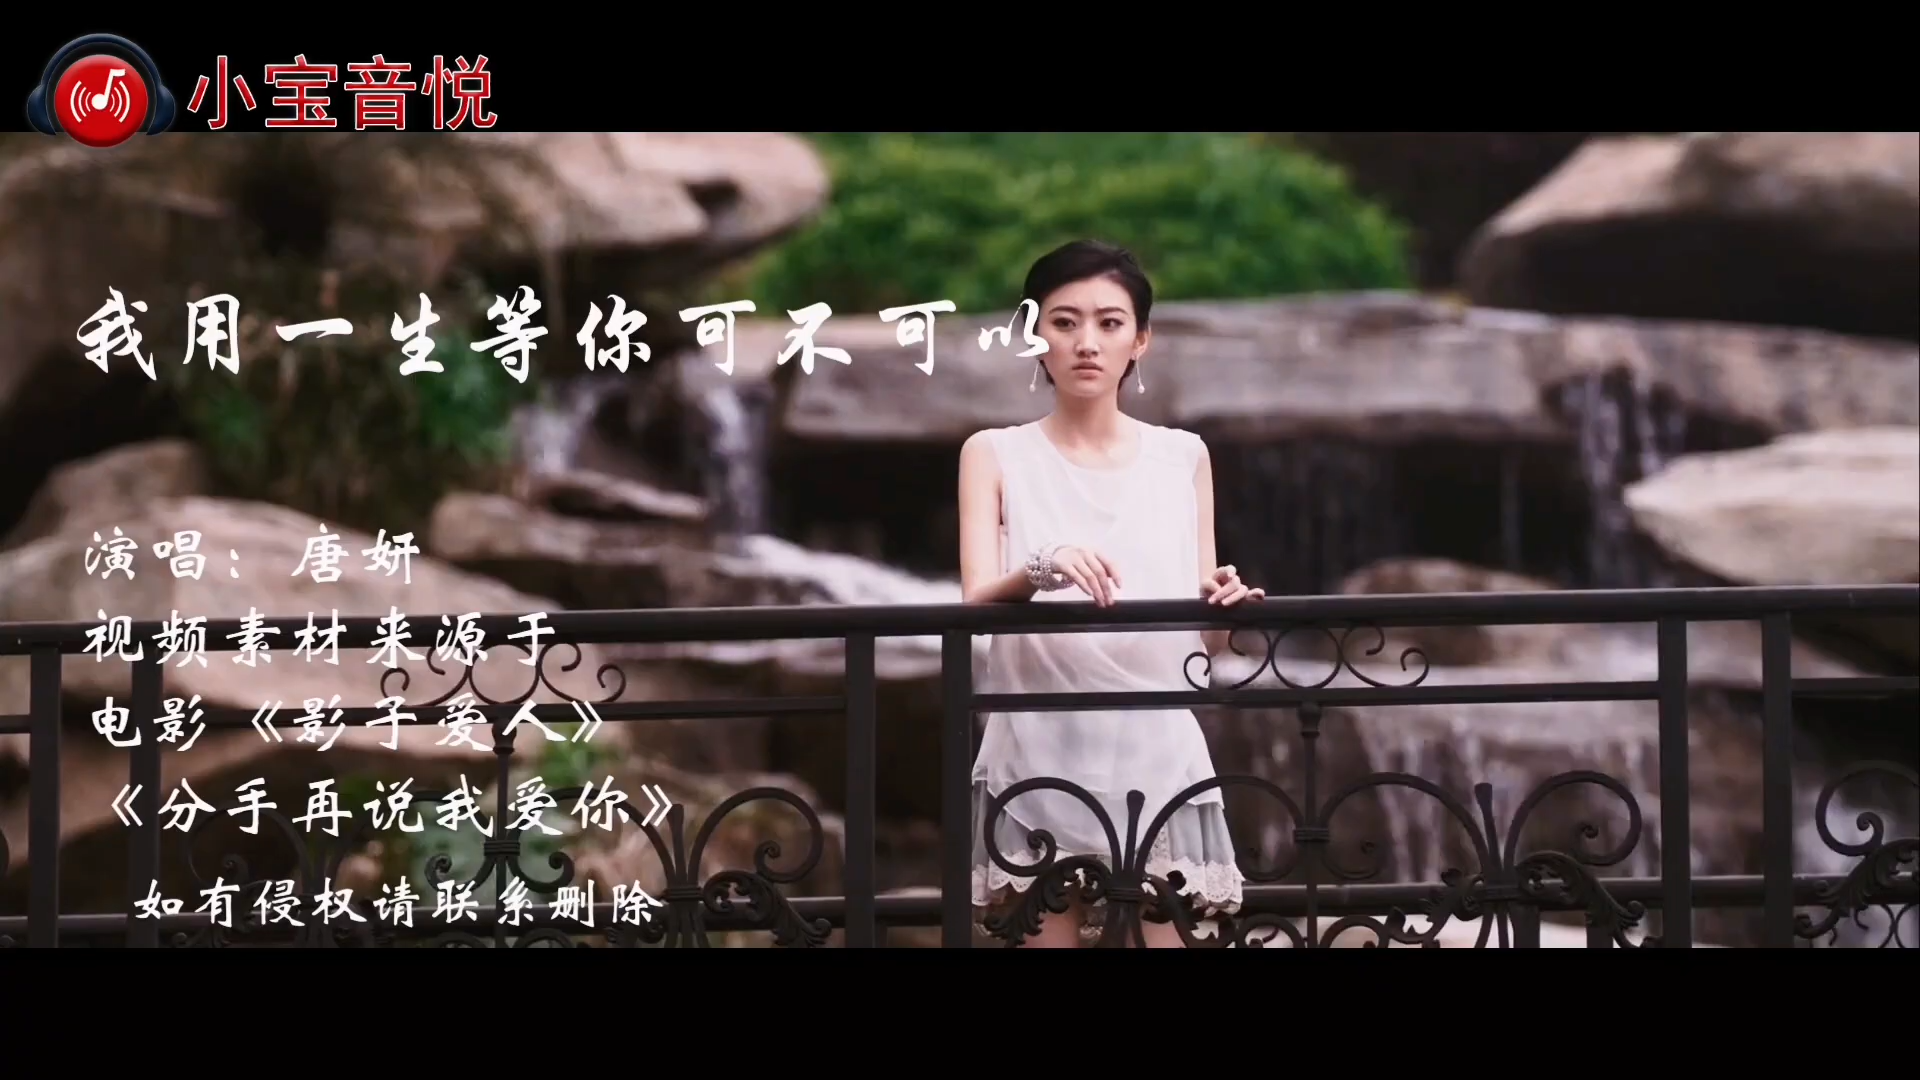 小宝音悦
我用一生等你可不可以
演唱：唐妍
视频素材来源于
电影《影子爱人》
《分手再说我爱你》
如有侵权请联系删除